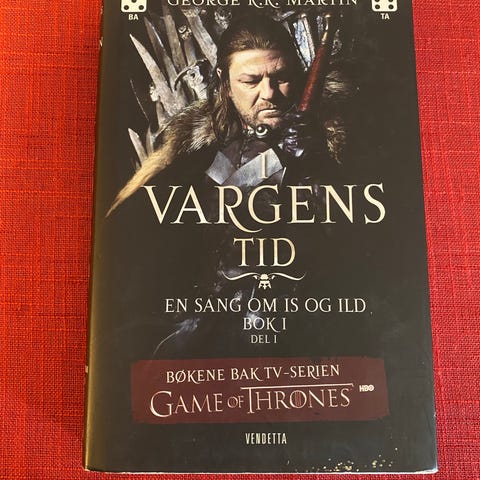 GEORGE R.R. MARTIN
BA
TA
I
VARGENS
TID
EN SANG OM IS OG ILD
BOK I
DEL I
BØKENE BAK TV-SERIEN
GAME OF THRONES HBO
VENDETTA